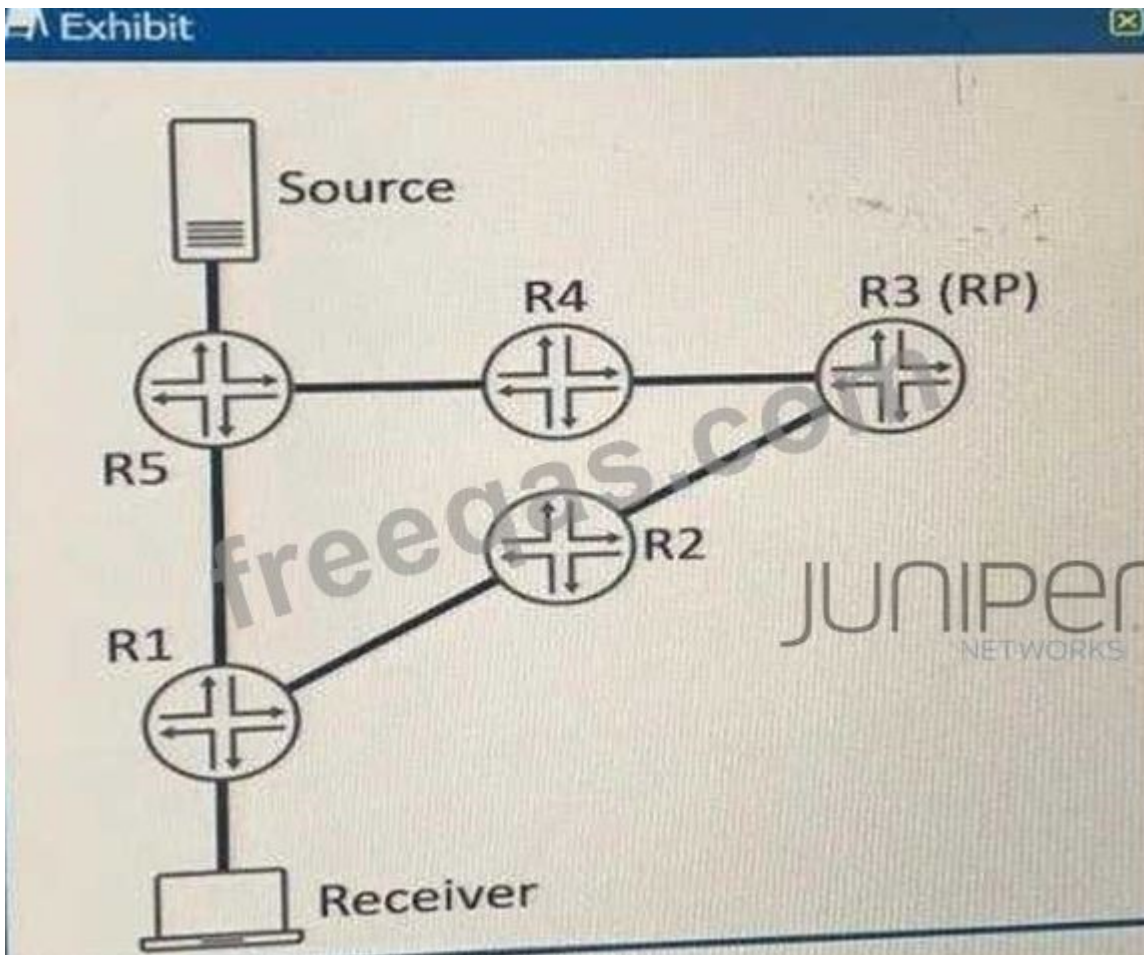 Exhibit
Source
R4
R3 (RP)
R5
freeqas.com
R2
R1
JUNIPer
NETWORKS
Receiver